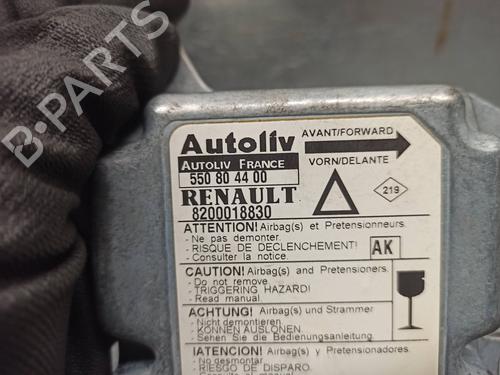 B-PARTS
Autoliv
AVANT/FORWARD
AUTOLIV FRANCE
VORN/DELANTE
550 80 44 00
RENAULT
8200018830
219
ATTENTION! Airbag(s) et Pretensionneurs.
- Ne pas demonter.
- RISQUE DE DECLENCHEMENT!
- Consulter la notice.
AK
CAUTION! Airbag(s) and Pretensioners.
- Do not remove.
- TRIGGERING HAZARD!
- Read manual.
ACHTUNG! Airbag(s) und Strammer
- Nicht demontieren.
- KÖNNEN AUSLÖSEN.
- Sehen Sie die Bedienungsanleitung.
!ATENCION! Airbag(s) y Pretensionadores.
- No desmontar.
- RIESGO DE DISPARO.